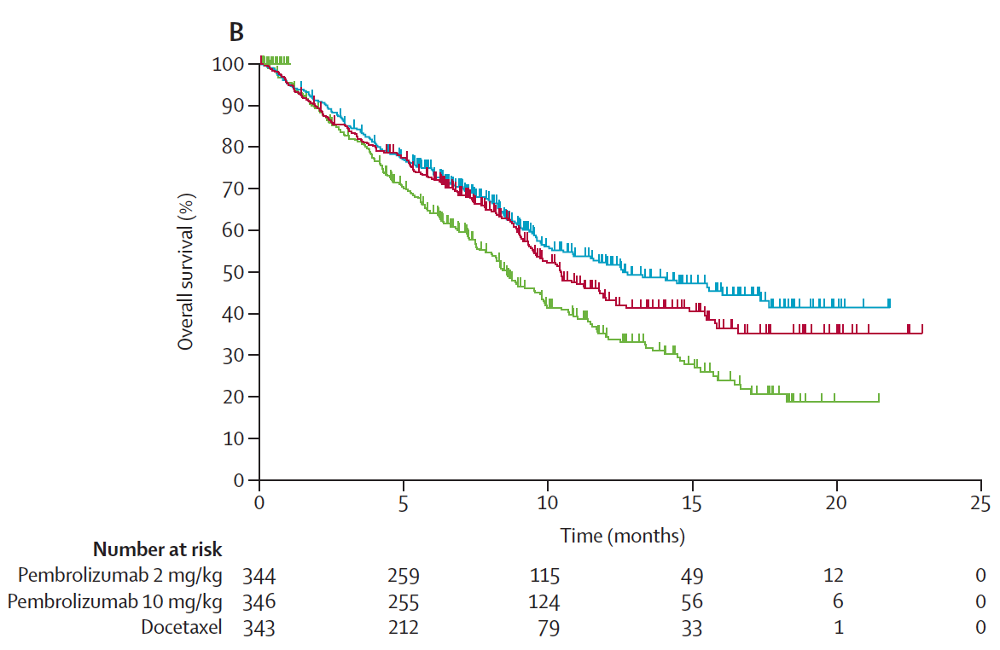 B
100
90
80
70
60
50
40
30
20
10
0
Overall survival (%)
0 5 10 15 20 25
Time (months)
Number at risk
Pembrolizumab 2 mg/kg 344 259 115 49 12 0
Pembrolizumab 10 mg/kg 346 255 124 56 6 0
Docetaxel 343 212 79 33 1 0